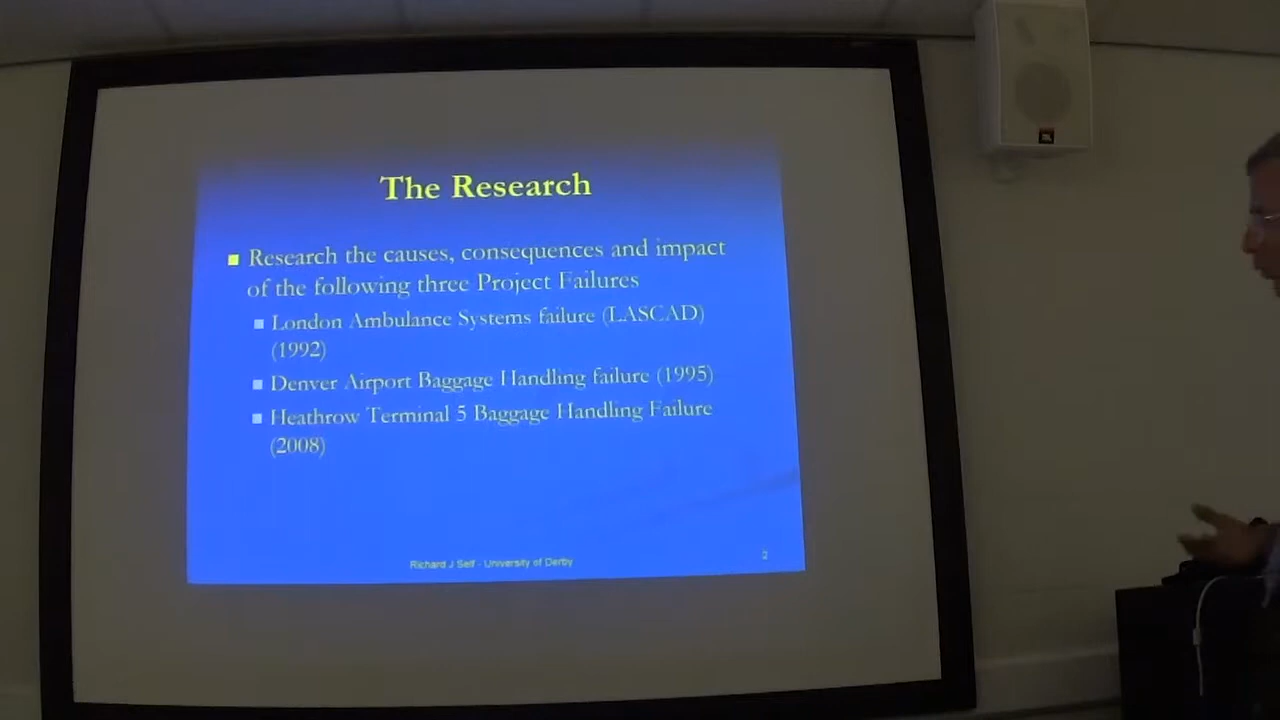 The Research
Research the causes, consequences and impact
of the following three Project Failures
London Ambulance Systems failure (LASCAD)
(1992)
Denver Airport Baggage Handling failure (1995)
Heathrow Terminal 5 Baggage Handling Failure
(2008)
Richard J Self - University of Derby
2
JBL